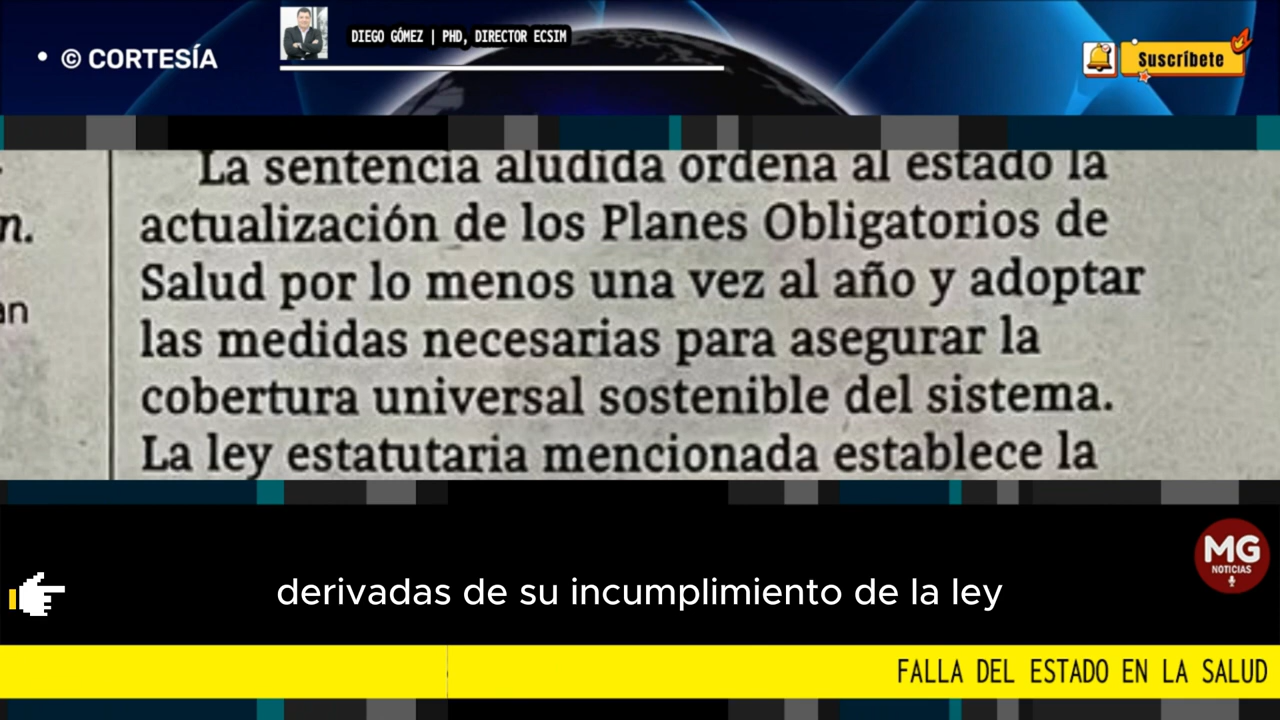 • © CORTESÍA
DIEGO GÓMEZ | PHD, DIRECTOR ECSIM
Suscríbete
La sentencia aludida ordena al estado la
n.
actualización de los Planes Obligatorios de
Salud por lo menos una vez al año y adoptar
an
las medidas necesarias para asegurar la
cobertura universal sostenible del sistema.
La ley estatutaria mencionada establece la
MG
NOTICIAS
derivadas de su incumplimiento de la ley
FALLA DEL ESTADO EN LA SALUD